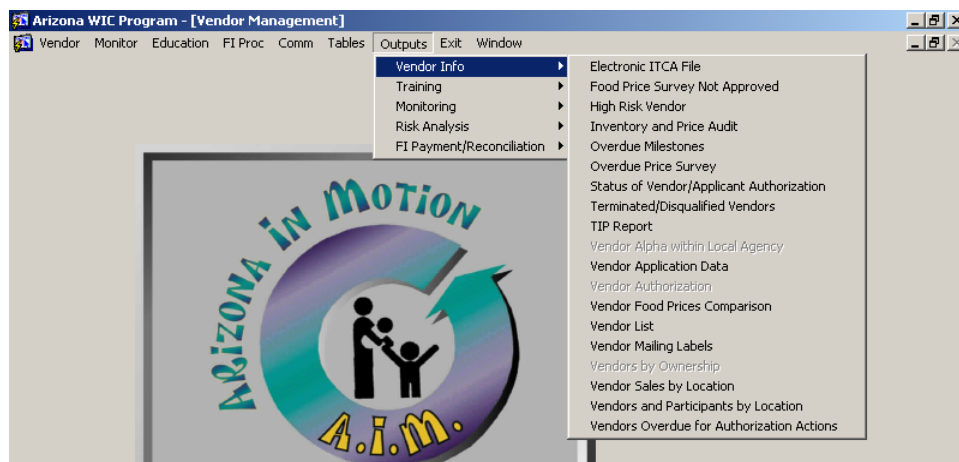 Arizona WIC Program - [Vendor Management]
Vendor Monitor Education FI Proc Comm Tables Outputs Exit Window
Vendor Info
Training
Monitoring
Risk Analysis
FI Payment/Reconciliation
Electronic ITCA File
Food Price Survey Not Approved
High Risk Vendor
Inventory and Price Audit
Overdue Milestones
Overdue Price Survey
Status of Vendor/Applicant Authorization
Terminated/Disqualified Vendors
TIP Report
Vendor Alpha within Local Agency
Vendor Application Data
Vendor Authorization
Vendor Food Prices Comparison
Vendor List
Vendor Mailing Labels
Vendors by Ownership
Vendor Sales by Location
Vendors and Participants by Location
Vendors Overdue for Authorization Actions
ARIZONA IN MOTION
A.I.M.